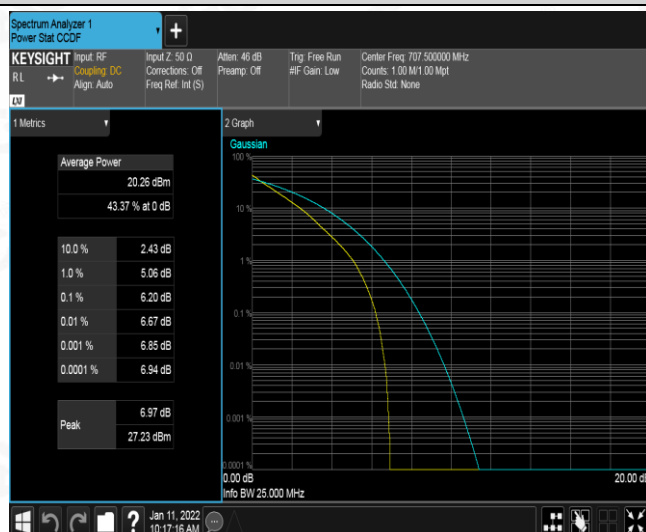 Spectrum Analyzer 1
Power Stat CCDF
+
KEYSIGHT
RL
LXI
Input: RF
Coupling: DC
Align: Auto
Input Z: 50 Ω
Corrections: Off
Freq Ref: Int (S)
Atten: 46 dB
Preamp: Off
Trig: Free Run
#IF Gain: Low
Center Freq: 707.500000 MHz
Counts: 1.00 M/1.00 Mpt
Radio Std: None
1 Metrics
Average Power
20.26 dBm
43.37 % at 0 dB
10.0 % 2.43 dB
1.0 % 5.06 dB
0.1 % 6.20 dB
0.01 % 6.67 dB
0.001 % 6.85 dB
0.0001 % 6.94 dB
Peak
6.97 dB
27.23 dBm
2 Graph
Gaussian
100 %
10 %
1 %
0.1 %
0.01 %
0.001 %
0.0001 %
0.00 dB
20.00 dB
Info BW 25.000 MHz
?
Jan 11, 2022
10:17:16 AM